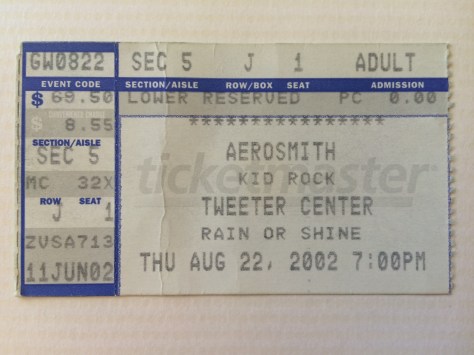 GW0822 SEC 5 J 1 ADULT
EVENT CODE SECTION/AISLE ROW/BOX SEAT ADMISSION
$ 69.50 LOWER RESERVED PC 0.00
$ 8.55 ****************
SECTION/AISLE AEROSMITH
SEC 5 KID ROCK
ticketmaster
MC 32X TWEETER CENTER
ROW SEAT
J 1 RAIN OR SHINE
ZVSA713
11JUN02 THU AUG 22, 2002 7:00PM